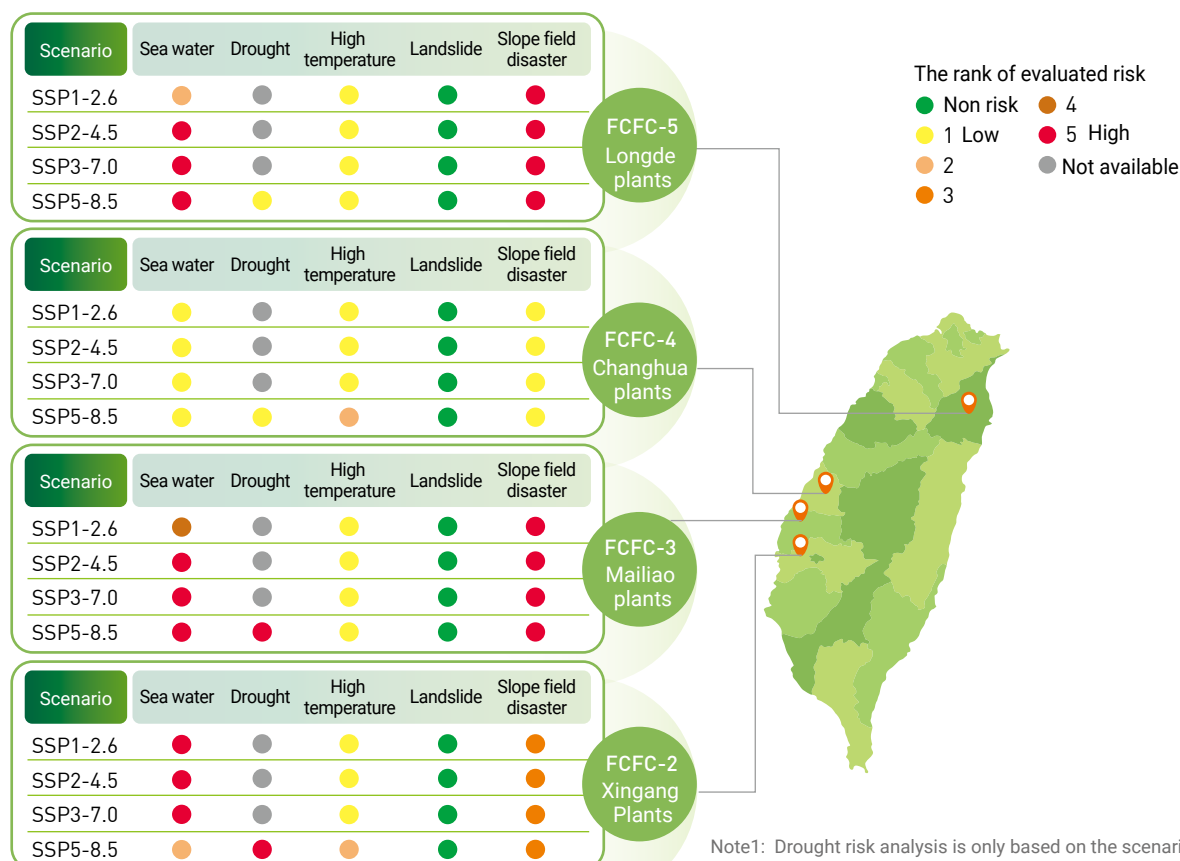 Scenario Sea water Drought High temperature Landslide Slope field disaster
SSP1-2.6
SSP2-4.5
SSP3-7.0
SSP5-8.5
FCFC-5
Longde
plants
Scenario Sea water Drought High temperature Landslide Slope field disaster
SSP1-2.6
SSP2-4.5
SSP3-7.0
SSP5-8.5
FCFC-4
Changhua
plants
Scenario Sea water Drought High temperature Landslide Slope field disaster
SSP1-2.6
SSP2-4.5
SSP3-7.0
SSP5-8.5
FCFC-3
Mailiao
plants
Scenario Sea water Drought High temperature Landslide Slope field disaster
SSP1-2.6
SSP2-4.5
SSP3-7.0
SSP5-8.5
FCFC-2
Xingang
Plants
The rank of evaluated risk
Non risk 4
1 Low 5 High
2 Not available
3
Note1: Drought risk analysis is only based on the scenari